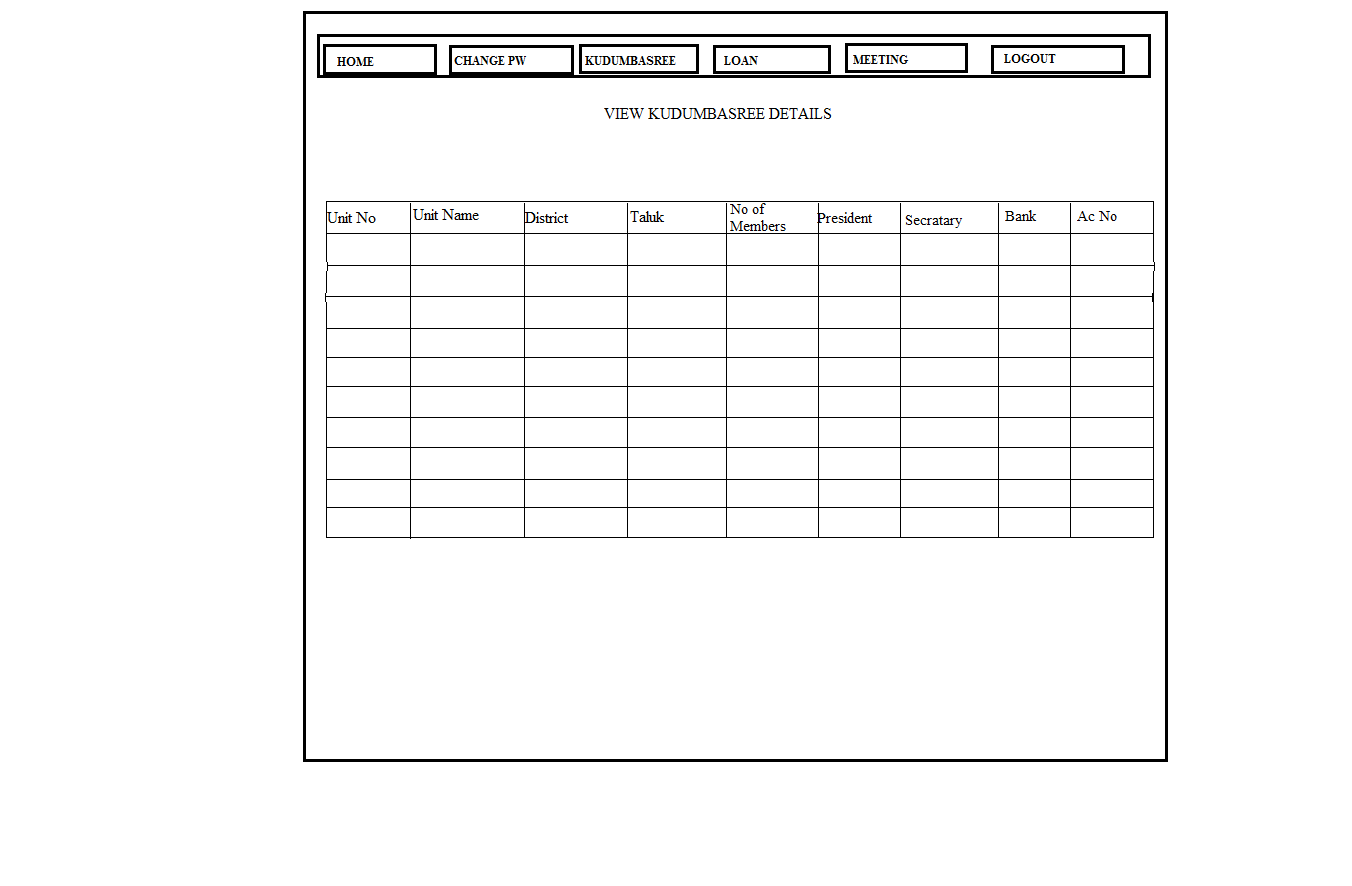 HOME CHANGE PW KUDUMBASREE LOAN MEETING LOGOUT
VIEW KUDUMBASREE DETAILS
Unit No Unit Name District Taluk No of Members President Secratary Bank Ac No